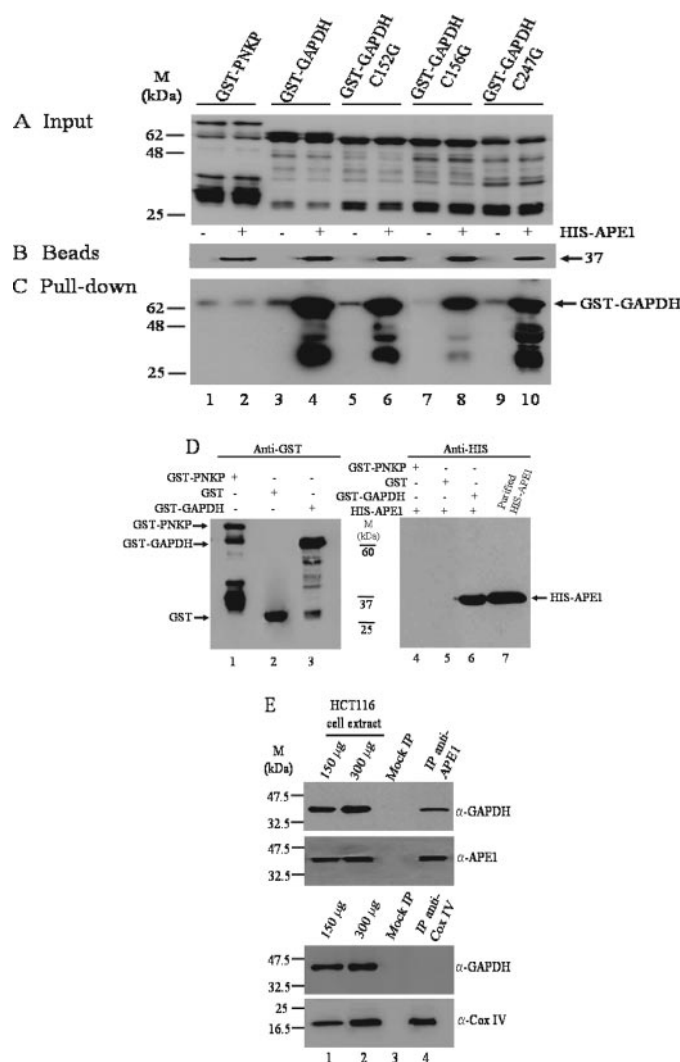 GST-PNKP
GST-GAPDH
GST-GAPDH
C152G
GST-GAPDH
C156G
GST-GAPDH
C247G
M
(kDa)
A Input
62
48
25
- + - + - + - + - + HIS-APE1
B Beads
37
C Pull-down
GST-GAPDH
62
48
25
1 2 3 4 5 6 7 8 9 10
D
Anti-GST
Anti-HIS
GST-PNKP + - -
GST - + -
GST-GAPDH - - +
GST-PNKP + - -
GST - + -
GST-GAPDH - - +
HIS-APE1 + + +
Purified
HIS-APE1
GST-PNKP
GST-GAPDH
GST
M
(kDa)
60
37
25
HIS-APE1
1 2 3
4 5 6 7
E
HCT116
cell extract
M
(kDa)
150 µg
300 µg
Mock IP
IP anti-
APE1
47.5
32.5
α-GAPDH
47.5
32.5
α-APE1
150 µg
300 µg
Mock IP
IP anti-
Cox IV
47.5
32.5
α-GAPDH
25
16.5
α-Cox IV
1 2 3 4